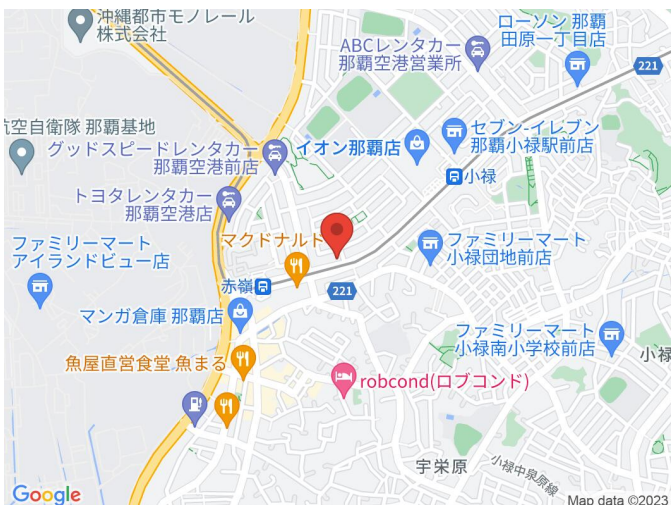 沖縄都市モノレール
株式会社
ローソン 那覇
田原一丁目店
ABCレンタカー
那覇空港営業所
221
航空自衛隊 那覇基地
グッドスピードレンタカー
那覇空港前店
イオン那覇店
セブン-イレブン
那覇小禄駅前店
小禄
トヨタレンタカー
那覇空港店
マクドナルド
ファミリーマート
小禄団地前店
ファミリーマート
アイランドビュー店
赤嶺
221
マンガ倉庫 那覇店
ファミリーマート
小禄南小学校前店
小禄
魚屋直営食堂 魚まる
robcond(ロブコンド)
宇栄原
小禄中泉原線
Google
Map data ©2023